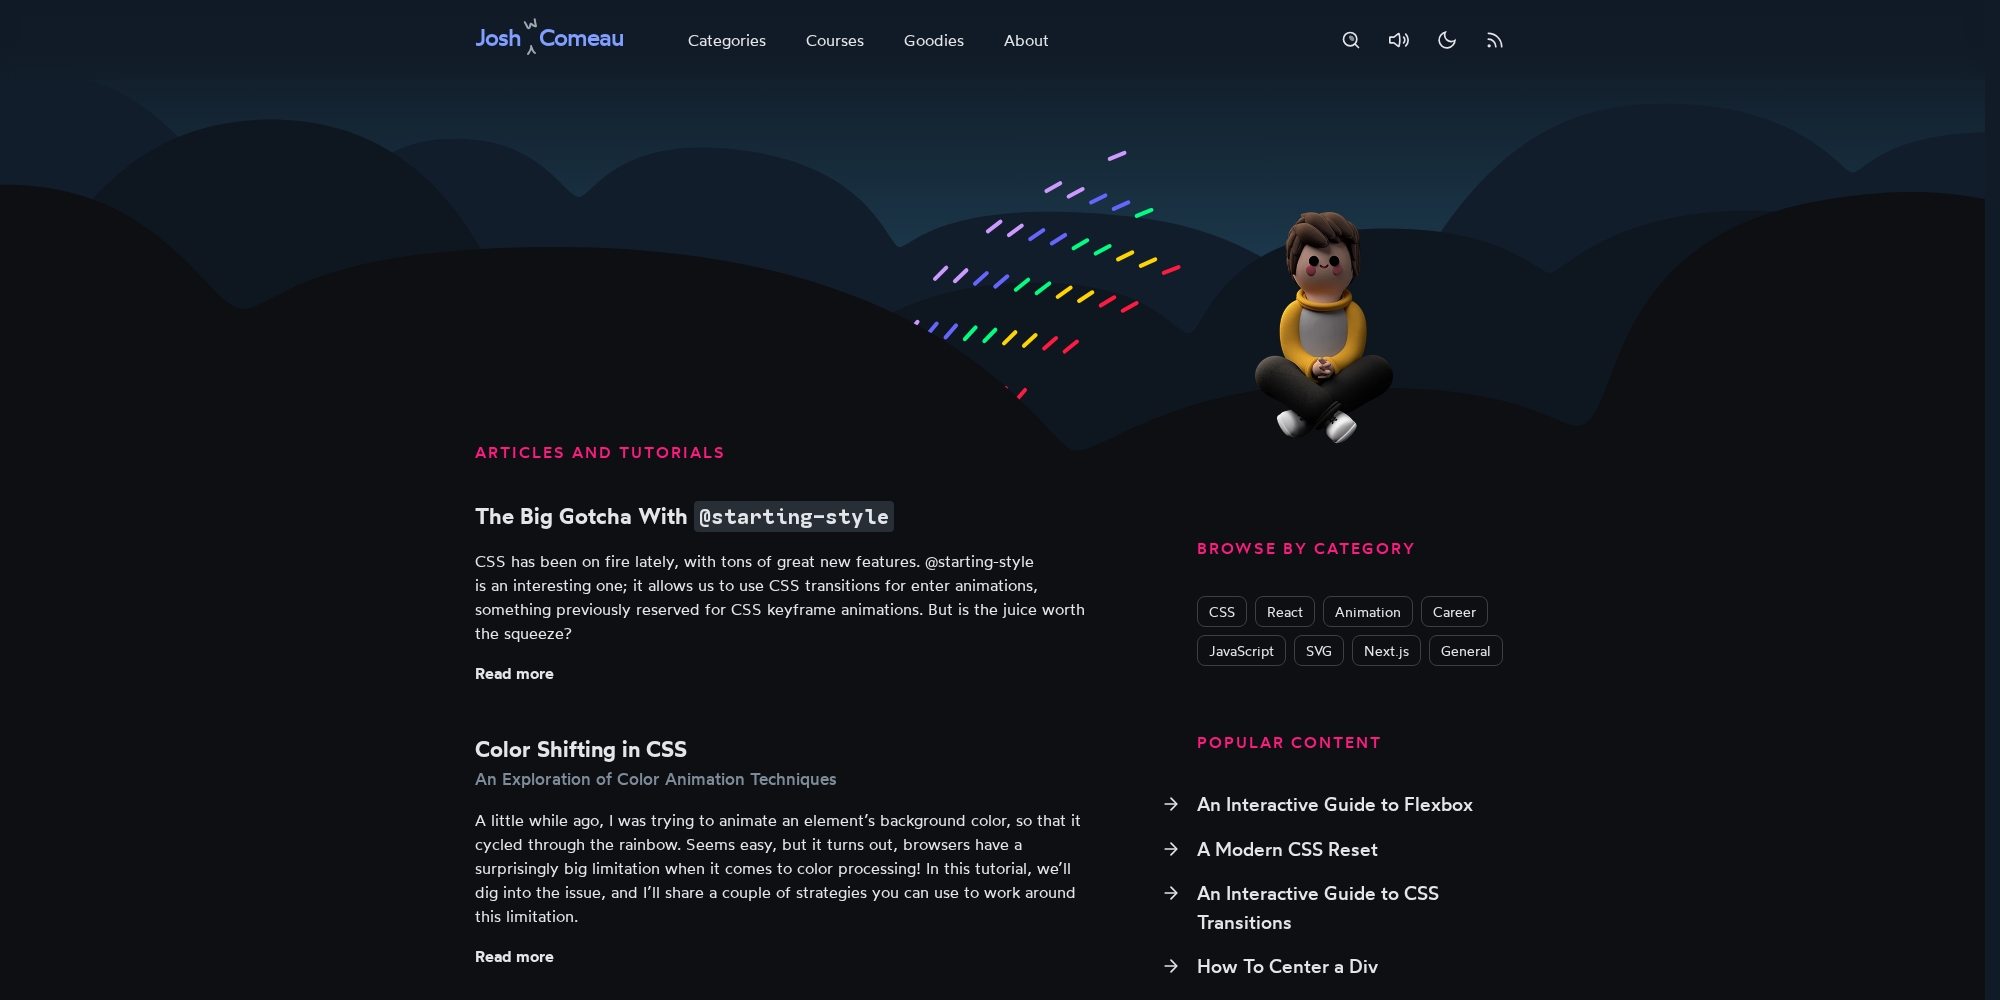 Josh W Comeau
Categories
Courses
Goodies
About
ARTICLES AND TUTORIALS
The Big Gotcha With @starting-style
CSS has been on fire lately, with tons of great new features. @starting-style
is an interesting one; it allows us to use CSS transitions for enter animations,
something previously reserved for CSS keyframe animations. But is the juice worth
the squeeze?
Read more
Color Shifting in CSS
An Exploration of Color Animation Techniques
A little while ago, I was trying to animate an element’s background color, so that it
cycled through the rainbow. Seems easy, but it turns out, browsers have a
surprisingly big limitation when it comes to color processing! In this tutorial, we’ll
dig into the issue, and I’ll share a couple of strategies you can use to work around
this limitation.
Read more
BROWSE BY CATEGORY
CSS
React
Animation
Career
JavaScript
SVG
Next.js
General
POPULAR CONTENT
An Interactive Guide to Flexbox
A Modern CSS Reset
An Interactive Guide to CSS
Transitions
How To Center a Div